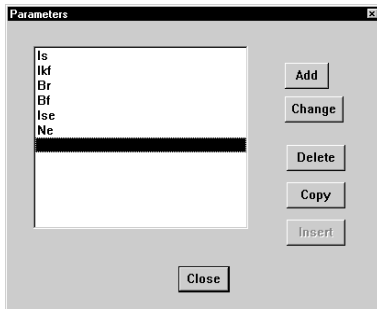 Parameters
Is
Ikf
Br
Bf
Ise
Ne
Add
Change
Delete
Copy
Insert
Close